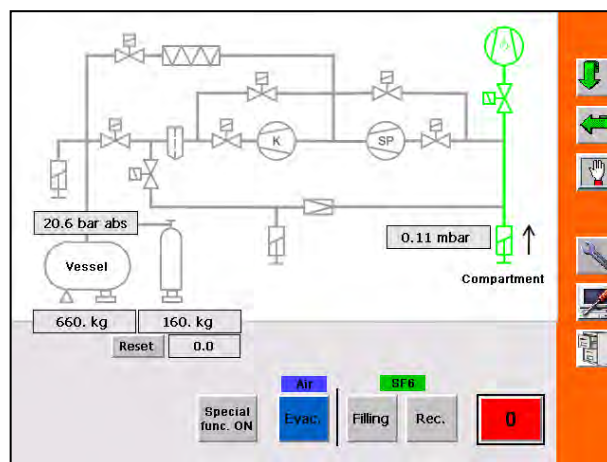 K
SP
20.6 bar abs
0.11 mbar
Vessel
Compartment
660. kg
160. kg
Reset
0.0
Air
SF6
Special
func. ON
Evac.
Filling
Rec.
0